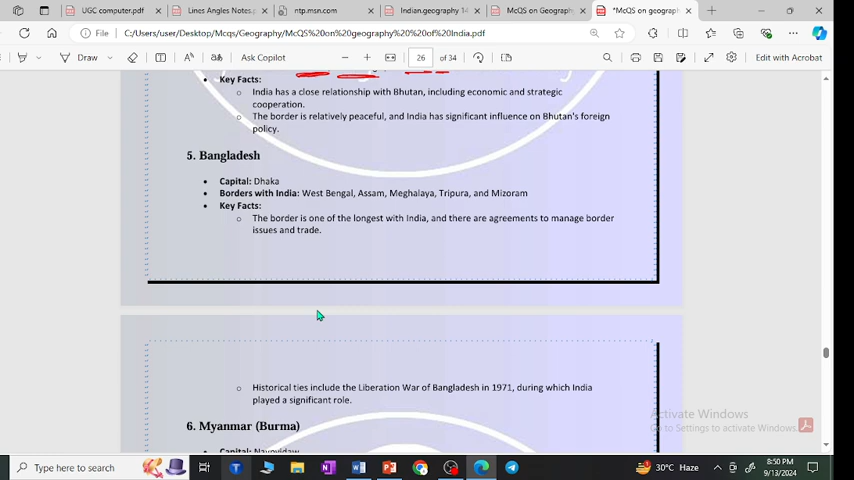 UGC computer.pdf
Lines Angles Notes.p
ntp.msn.com
Indian.geography 14
McQS on Geograph
*McQS on geograph
File
C:/Users/user/Desktop/Mcqs/Geography/McQS%20on%20geography%20%20of%20India.pdf
Draw
Ask Copilot
26 of 34
Edit with Acrobat
• Key Facts:
o India has a close relationship with Bhutan, including economic and strategic
cooperation.
o The border is relatively peaceful, and India has significant influence on Bhutan's foreign
policy.
5. Bangladesh
• Capital: Dhaka
• Borders with India: West Bengal, Assam, Meghalaya, Tripura, and Mizoram
• Key Facts:
o The border is one of the longest with India, and there are agreements to manage border
issues and trade.
o Historical ties include the Liberation War of Bangladesh in 1971, during which India
played a significant role.
Activate Windows
Go to Settings to activate Windows.
6. Myanmar (Burma)
• Capital: Naypyidaw
Type here to search
30°C Haze
8:50 PM
9/13/2024